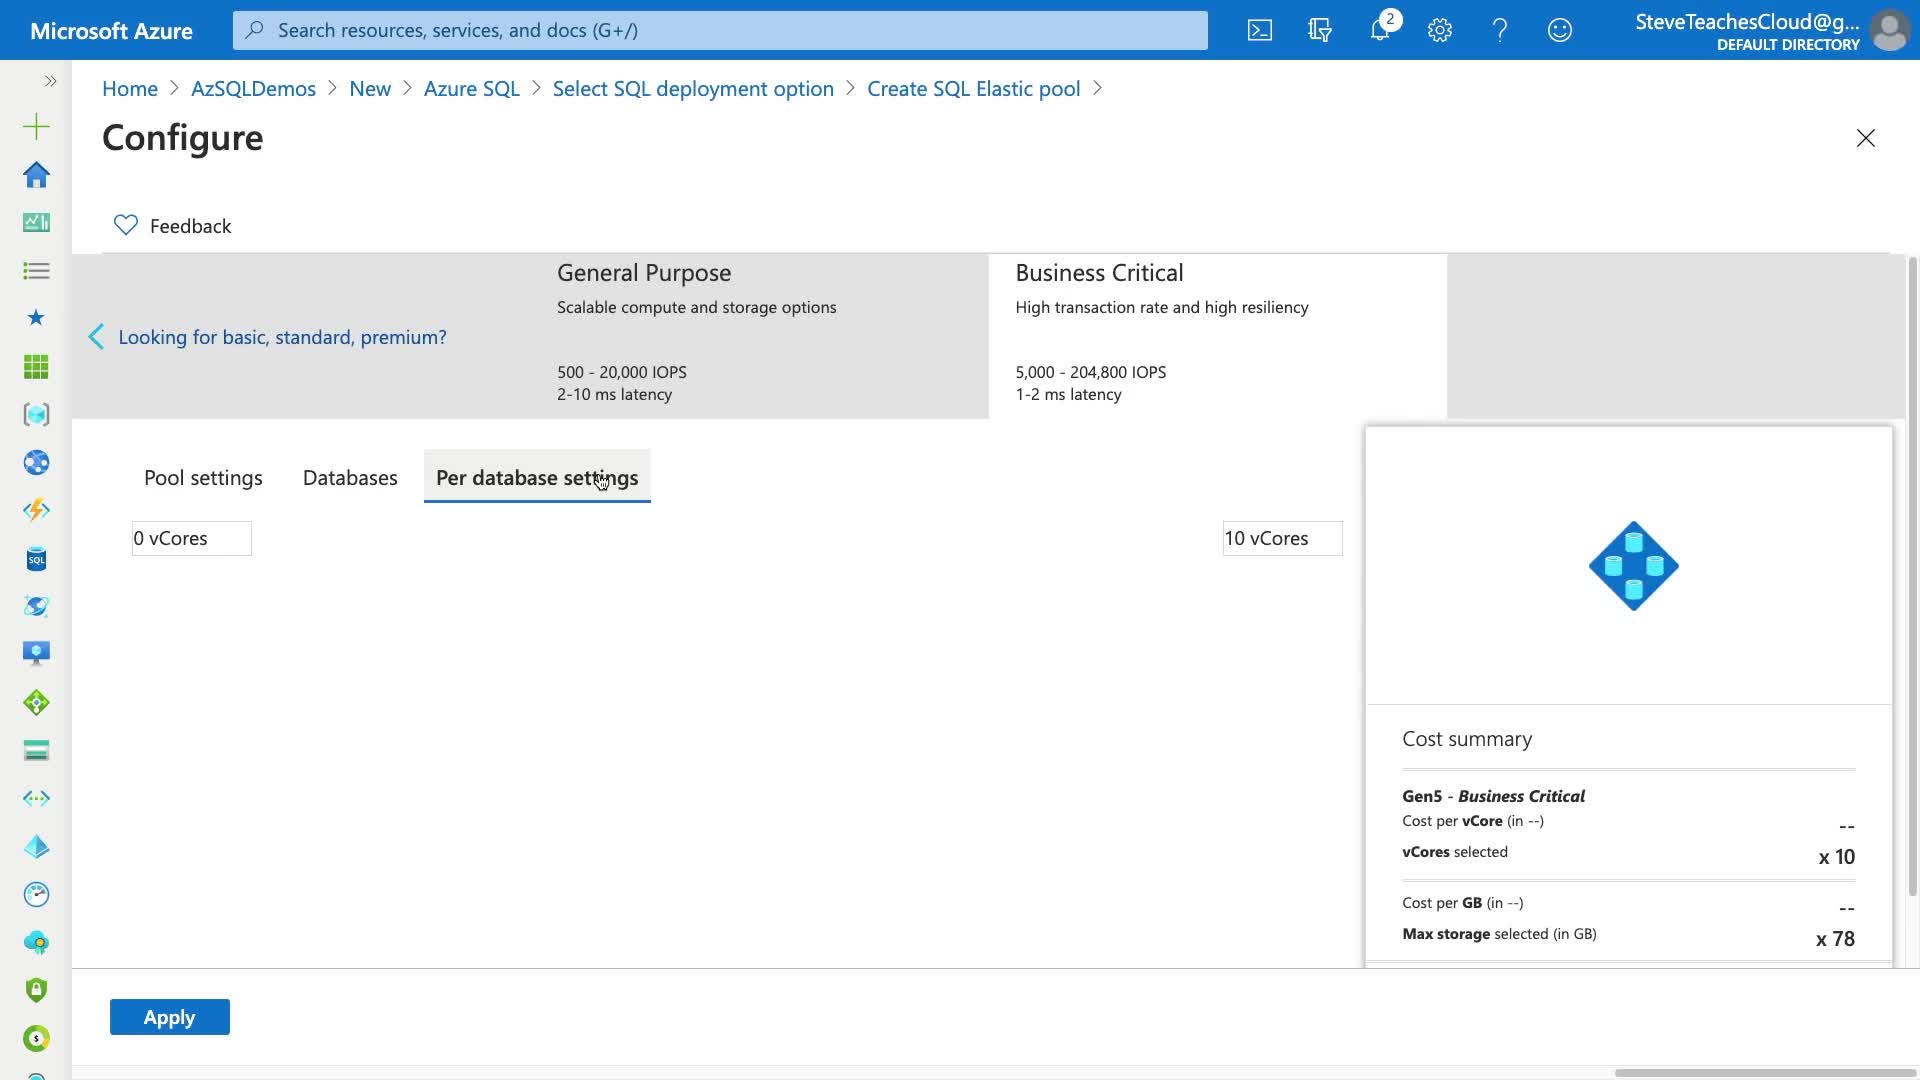 Microsoft Azure
Search resources, services, and docs (G+/)
2
SteveTeachesCloud@g...
DEFAULT DIRECTORY
Home > AzSQLDemos > New > Azure SQL > Select SQL deployment option > Create SQL Elastic pool >
Configure
Feedback
Looking for basic, standard, premium?
General Purpose
Scalable compute and storage options
500 - 20,000 IOPS
2-10 ms latency
Business Critical
High transaction rate and high resiliency
5,000 - 204,800 IOPS
1-2 ms latency
Pool settings
Databases
Per database settings
0 vCores
10 vCores
Cost summary
Gen5 - Business Critical
Cost per vCore (in --)
--
vCores selected
x 10
Cost per GB (in --)
--
Max storage selected (in GB)
x 78
Apply
SQL